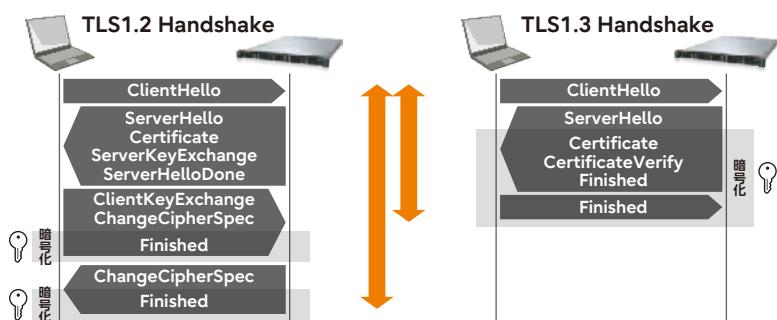 TLS1.2 Handshake
ClientHello
ServerHello
Certificate
ServerKeyExchange
ServerHelloDone
ClientKeyExchange
ChangeCipherSpec
暗号化
Finished
ChangeCipherSpec
暗号化
Finished
TLS1.3 Handshake
ClientHello
ServerHello
Certificate
CertificateVerify
Finished
暗号化
Finished